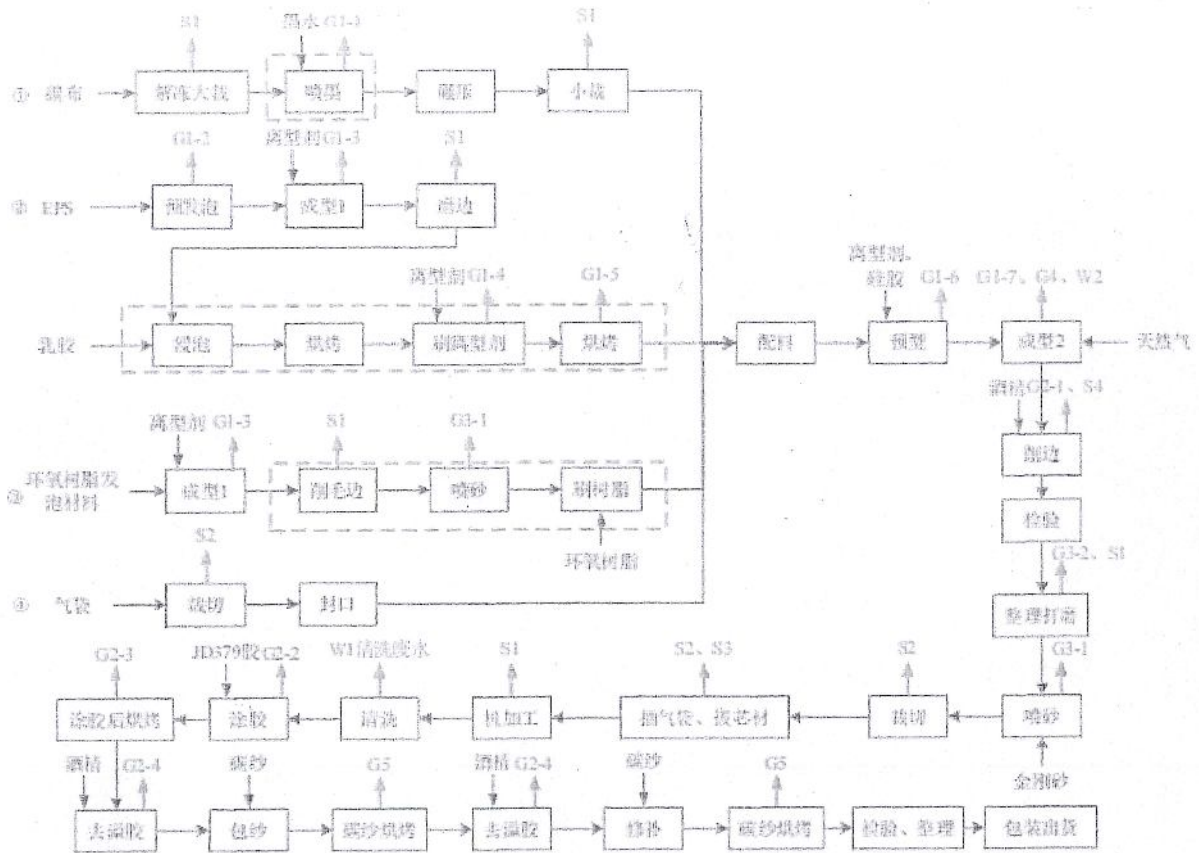 S1 酒水 G1-1 S1
① 碳布 解冻大裁 喷墨 碾压 小裁
G1-2 离型剂 G1-3 S1
② EPS 预发泡 成型1 磨边
离型剂 G1-4 G1-5
乳胶 浸泡 烘烤 刷离型剂 烘烤
离型剂、
硅胶 G1-6 G1-7、G4、W2
配料 预型 成型2 天然气
酒精 G2-1、S4
离型剂 G1-3 S1 G3-1
③ 环氧树脂发
泡材料 成型1 削毛边 喷砂 刷树脂
削边
检验
环氧树脂
S2 G3-2、S1
④ 气袋 裁切 封口
整理打磨
G2-3 JD379胶 G2-2 W1清洗废水 S1 S2、S3 S2 G3-1
涂胶后烘烤 涂胶 清洗 机加工 抽气袋、拔芯材 裁切 喷砂
酒精 G2-4 碳纱 G5 酒精 G2-4 碳纱 G5 金刚砂
去溢胶 包纱 碳纱烘烤 去溢胶 修补 碳纱烘烤 检验、整理 包装出货